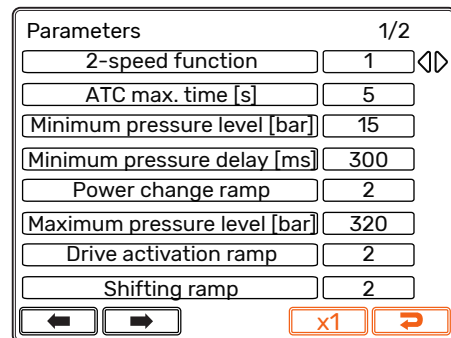 Parameters 1/2
2-speed function 1
ATC max. time [s] 5
Minimum pressure level [bar] 15
Minimum pressure delay [ms] 300
Power change ramp 2
Maximum pressure level [bar] 320
Drive activation ramp 2
Shifting ramp 2
x1